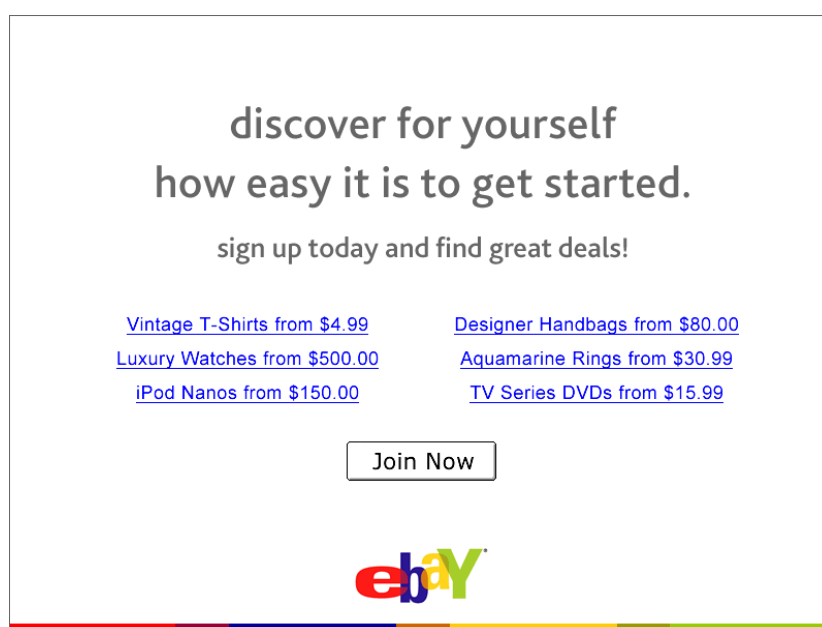 discover for yourself
how easy it is to get started.
sign up today and find great deals!
Vintage T-Shirts from $4.99
Designer Handbags from $80.00
Luxury Watches from $500.00
Aquamarine Rings from $30.99
iPod Nanos from $150.00
TV Series DVDs from $15.99
Join Now
ebaY